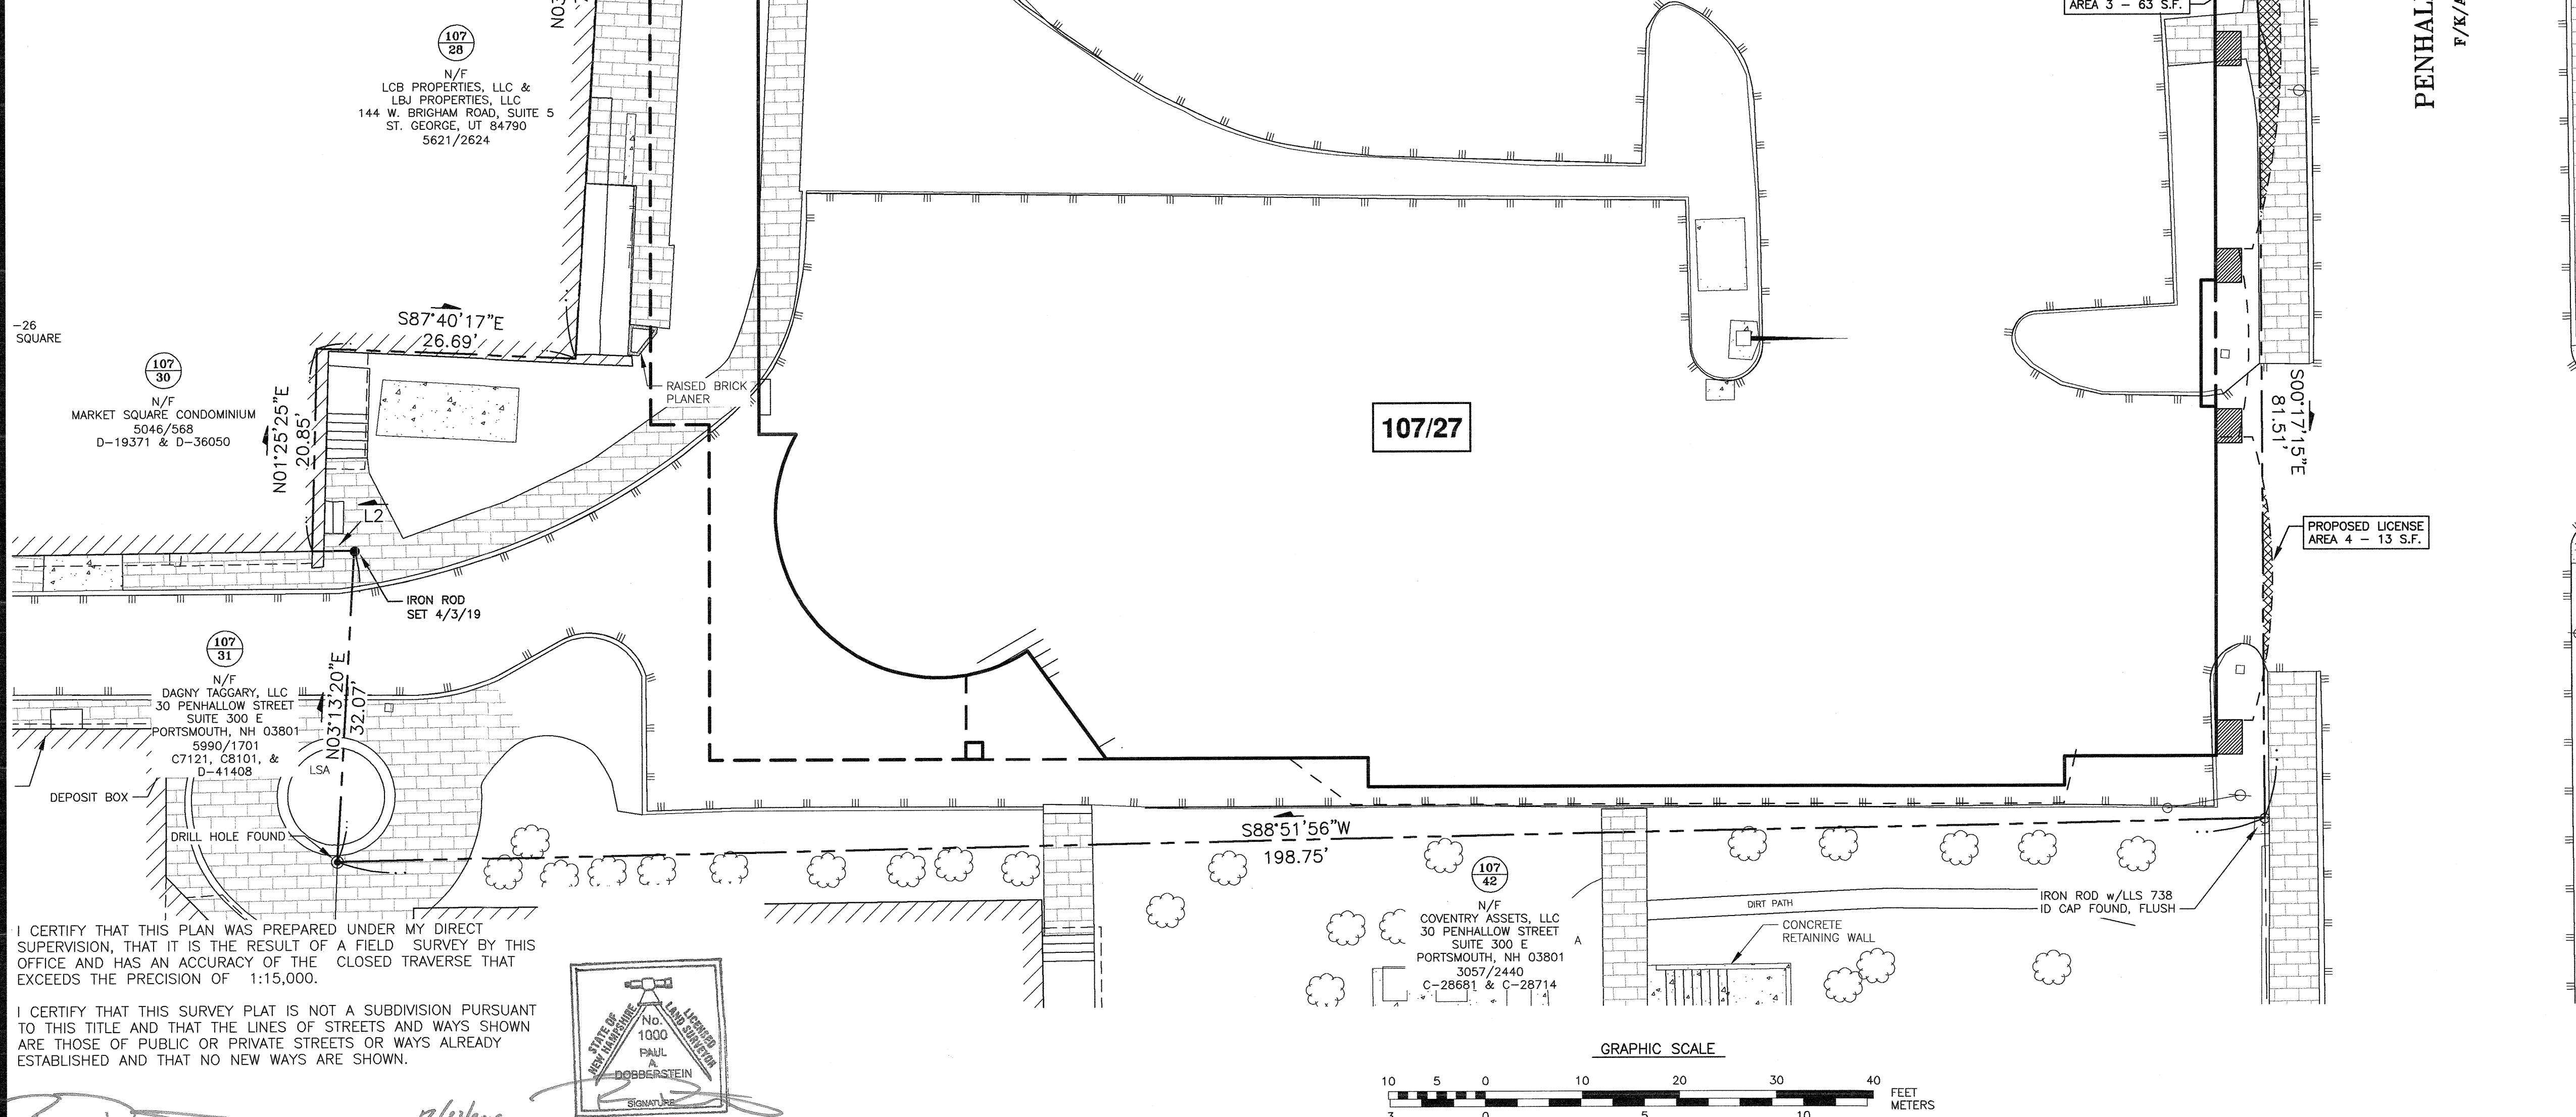 107
28
N/F
LCB PROPERTIES, LLC &
LBJ PROPERTIES, LLC
144 W. BRIGHAM ROAD, SUITE 5
ST. GEORGE, UT 84790
5621/2624
N03
AREA 3 - 63 S.F.
PENHAL
F/K/A
-26
SQUARE
107
30
N/F
MARKET SQUARE CONDOMINIUM
5046/568
D-19371 & D-36050
S87°40'17"E
26.69'
N01°25'25"E
20.85'
RAISED BRICK
PLANER
107/27
S00°17'15"E
81.51'
L2
IRON ROD
SET 4/3/19
PROPOSED LICENSE
AREA 4 - 13 S.F.
107
31
N/F
DAGNY TAGGARY, LLC
30 PENHALLOW STREET
SUITE 300 E
PORTSMOUTH, NH 03801
5990/1701
C7121, C8101, &
D-41408
N03°13'20"E
32.07'
LSA
DEPOSIT BOX
DRILL HOLE FOUND
S88°51'56"W
198.75'
107
42
N/F
COVENTRY ASSETS, LLC
30 PENHALLOW STREET
SUITE 300 E
PORTSMOUTH, NH 03801
3057/2440
C-28681 & C-28714
A
DIRT PATH
CONCRETE
RETAINING WALL
IRON ROD w/LLS 738
ID CAP FOUND, FLUSH
I CERTIFY THAT THIS PLAN WAS PREPARED UNDER MY DIRECT
SUPERVISION, THAT IT IS THE RESULT OF A FIELD SURVEY BY THIS
OFFICE AND HAS AN ACCURACY OF THE CLOSED TRAVERSE THAT
EXCEEDS THE PRECISION OF 1:15,000.
I CERTIFY THAT THIS SURVEY PLAT IS NOT A SUBDIVISION PURSUANT
TO THIS TITLE AND THAT THE LINES OF STREETS AND WAYS SHOWN
ARE THOSE OF PUBLIC OR PRIVATE STREETS OR WAYS ALREADY
ESTABLISHED AND THAT NO NEW WAYS ARE SHOWN.
STATE OF
NEW HAMPSHIRE
LICENSED
LAND SURVEYOR
No.
1000
PAUL
A.
DOBBERSTEIN
SIGNATURE
GRAPHIC SCALE
10 5 0 10 20 30 40
FEET
METERS
3 0 5 10